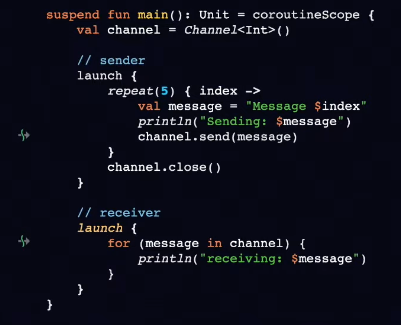 suspend fun main(): Unit = coroutineScope {
    val channel = Channel<Int>()

    // sender
    launch {
        repeat(5) { index ->
            val message = "Message $index"
            println("Sending: $message")
            channel.send(message)
        }
        channel.close()
    }

    // receiver
    launch {
        for (message in channel) {
            println("receiving: $message")
        }
    }
}